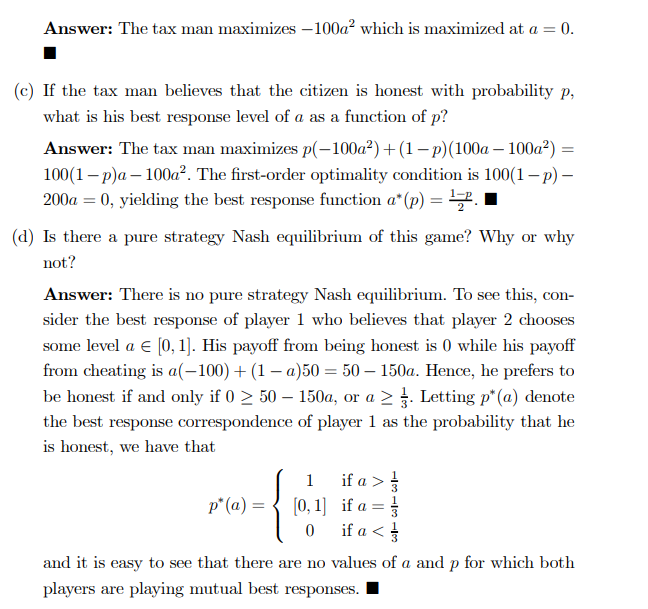 Answer: The tax man maximizes −100a² which is maximized at a = 0.
■
(c) If the tax man believes that the citizen is honest with probability p,
what is his best response level of a as a function of p?
Answer: The tax man maximizes p(−100a²)+(1−p)(100a−100a²) =
100(1−p)a−100a². The first-order optimality condition is 100(1−p)−
200a = 0, yielding the best response function a*(p) = (1−p)/2. ■
(d) Is there a pure strategy Nash equilibrium of this game? Why or why
not?
Answer: There is no pure strategy Nash equilibrium. To see this, con-
sider the best response of player 1 who believes that player 2 chooses
some level a ∈ [0, 1]. His payoff from being honest is 0 while his payoff
from cheating is a(−100) + (1 − a)50 = 50 − 150a. Hence, he prefers to
be honest if and only if 0 ≥ 50 − 150a, or a ≥ 1/3. Letting p*(a) denote
the best response correspondence of player 1 as the probability that he
is honest, we have that
1 if a > 1/3
p*(a) = { [0, 1] if a = 1/3
0 if a < 1/3
and it is easy to see that there are no values of a and p for which both
players are playing mutual best responses. ■